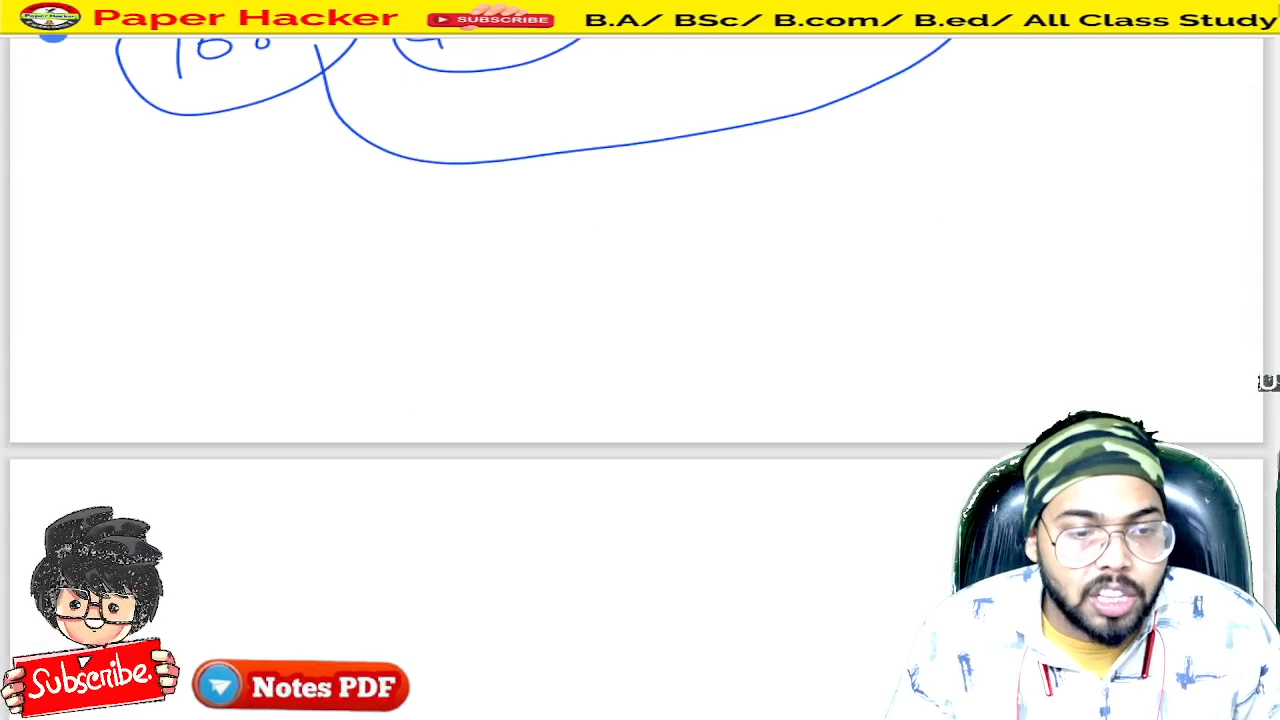 Paper Hacker SUBSCRIBE B.A/ BSc/ B.com/ B.ed/ All Class Study
Subscribe.
Notes PDF